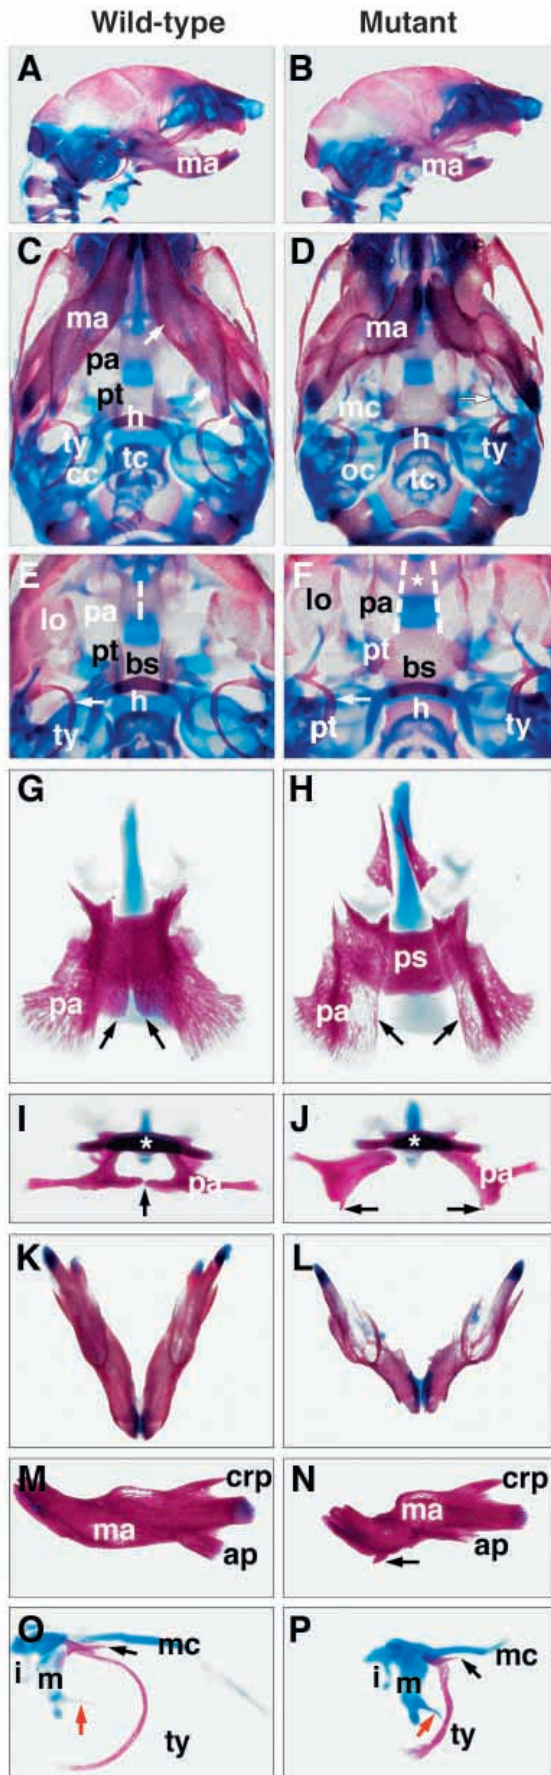 Wild-type Mutant
A B
ma ma
C D
ma ma
pa
pt mc
h h
ty ty
cc tc oc tc
E F
*
lo pa lo pa
pt bs pt bs
h h
ty pt ty
G H
pa pa ps
I J
* *
pa pa
K L
M N
crp crp
ma ma
ap ap
O P
mc mc
i m i m
ty ty